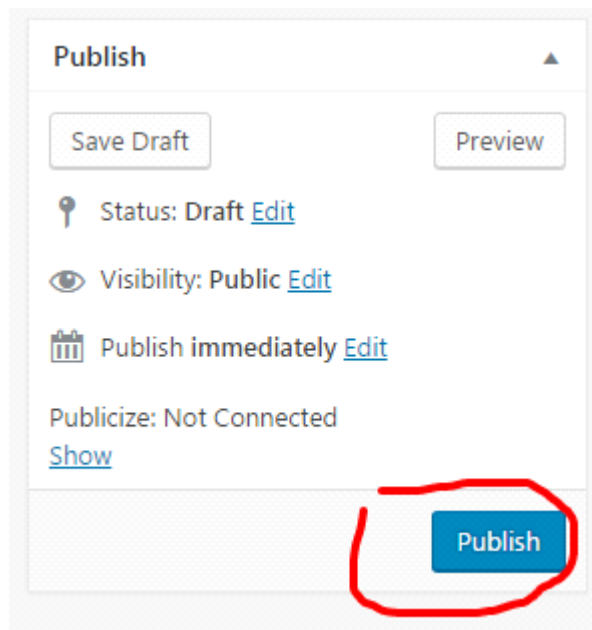 Publish
Save Draft Preview
Status: Draft Edit
Visibility: Public Edit
Publish immediately Edit
Publicize: Not Connected
Show
Publish